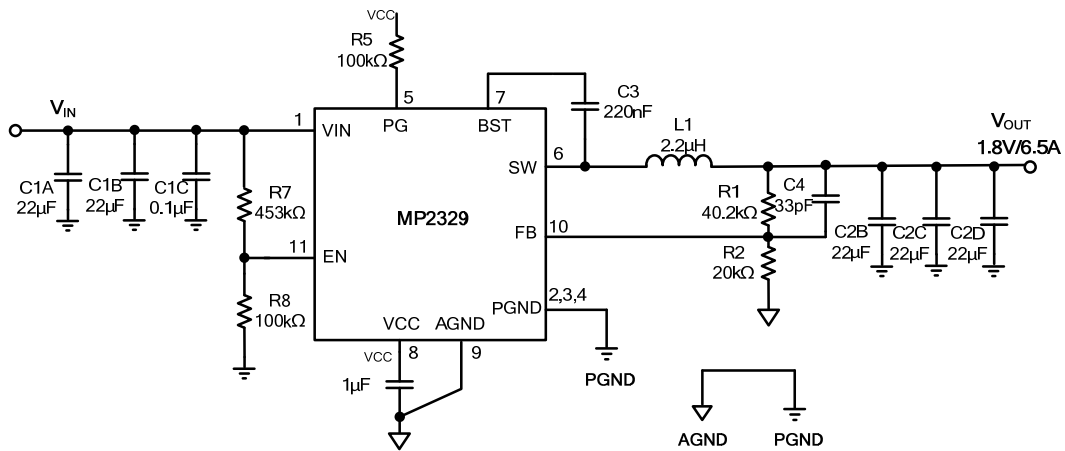 VCC
R5
100kΩ
5
7
C3
220nF
VIN
1
VIN
PG
BST
L1
2.2μH
VOUT
1.8V/6.5A
6
SW
C1A
22μF
C1B
22μF
C1C
0.1μF
R7
453kΩ
MP2329
R1
40.2kΩ
C4
33pF
FB
10
C2B
22μF
C2C
22μF
C2D
22μF
11
EN
R2
20kΩ
R8
100kΩ
2,3,4
PGND
VCC
AGND
VCC
8
9
1μF
PGND
AGND
PGND